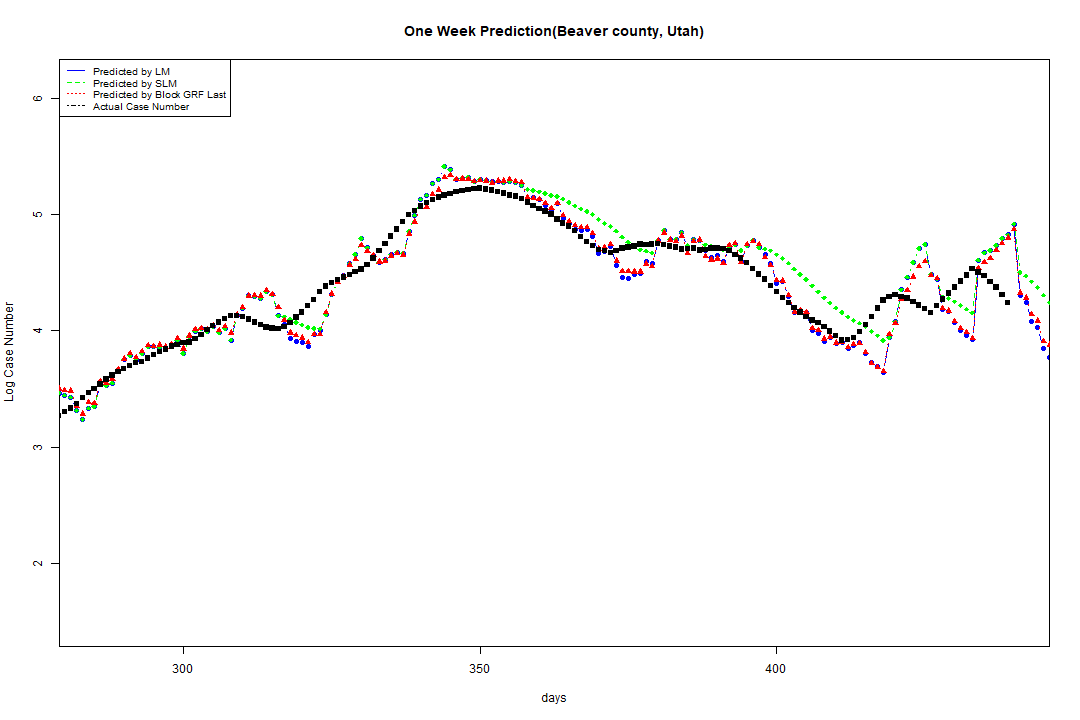 One Week Prediction(Beaver county, Utah)
Predicted by LM
Predicted by SLM
Predicted by Block GRF Last
Actual Case Number
6
5
4
3
2
Log Case Number
300
350
400
days